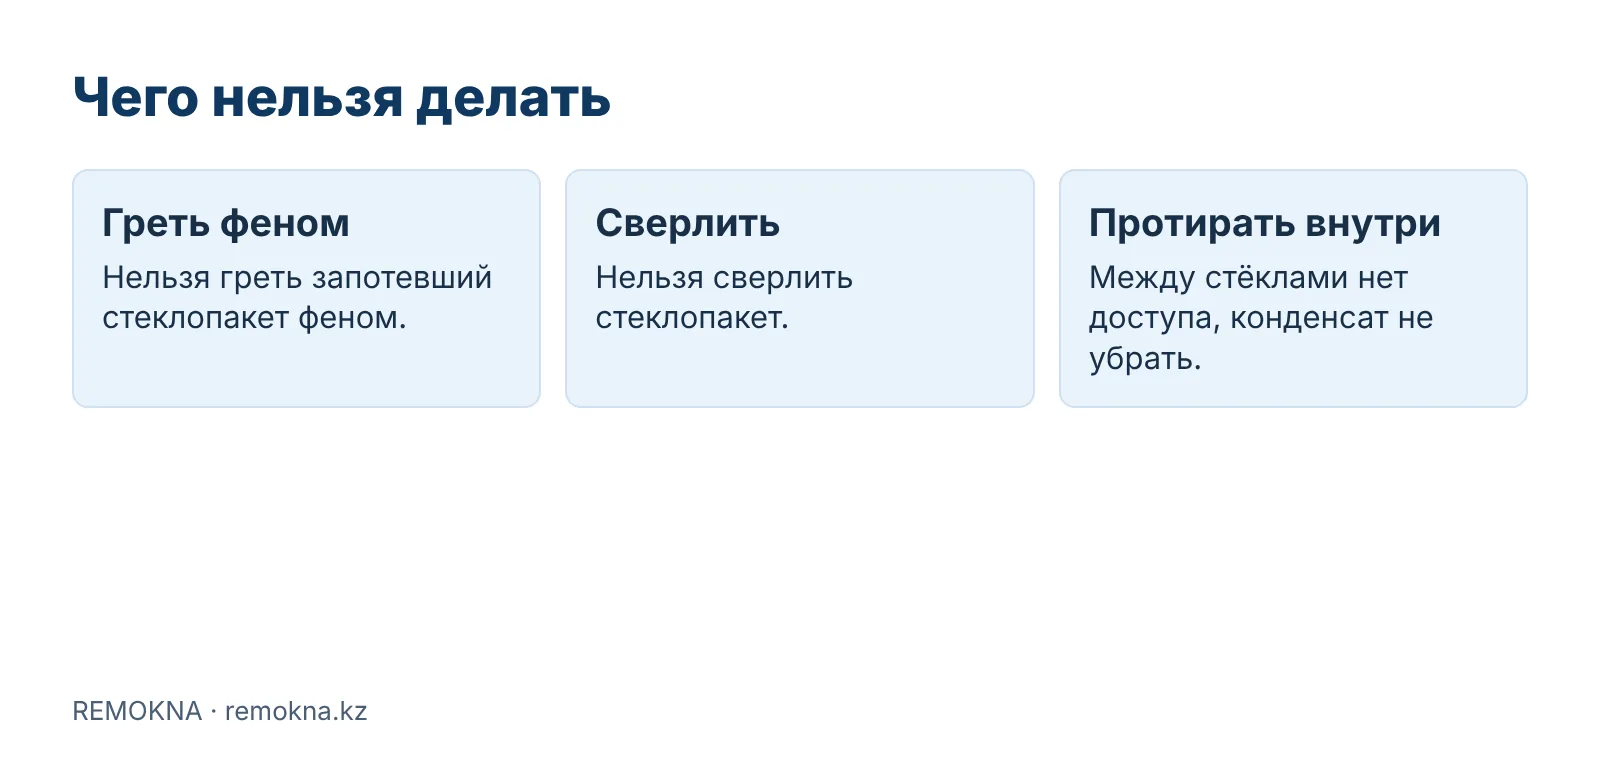 Чего нельзя делать
Греть феном
Нельзя греть запотевший
стеклопакет феном.
Сверлить
Нельзя сверлить
стеклопакет.
Протирать внутри
Между стёклами нет
доступа, конденсат не
убрать.
REMOKNA · remokna.kz